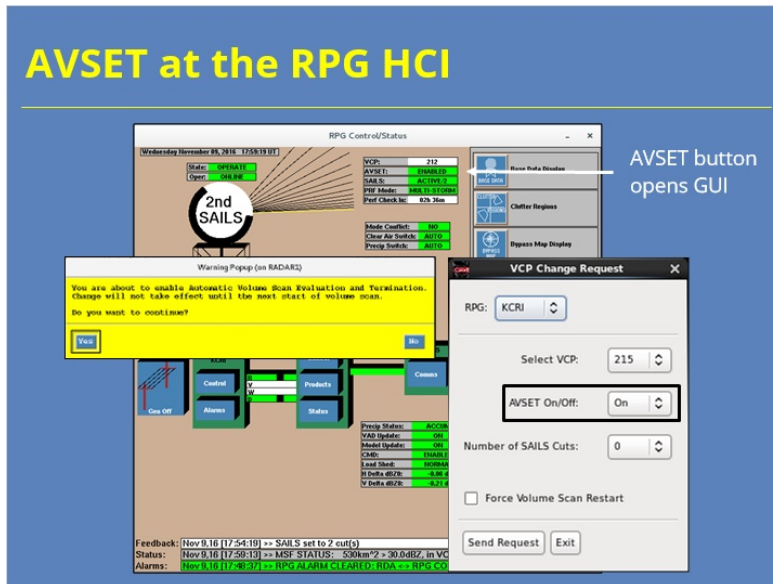 AVSET at the RPG HCI
RPG Control/Status
Wednesday November 09, 2016 17:59:19 UT
State: OPERATE
Oper: ONLINE
2nd
SAILS
VCP: 212
AVSET: ENABLED
SAILS: ACTIVE/2
PRF Mode: MULTI-STORM
Perf Check In: 02h 36m
Mode Conflict: NO
Clear Air Switch: AUTO
Precip Switch: AUTO
BASE DATA
Base Data Display
Clutter Regions
BYPASS
Bypass Map Display
AVSET button
opens GUI
Warning Popup (on RADAR1)
You are about to enable Automatic Volume Scan Evaluation and Termination.
Change will not take effect until the next start of volume scan.
Do you want to continue?
Yes
No
VCP Change Request
RPG: KCRI
Select VCP: 215
AVSET On/Off: On
Number of SAILS Cuts: 0
Force Volume Scan Restart
Send Request
Exit
Gen Off
Control
Alarms
V
W
Products
Status
Comms
Precip Status: ACCUM
VAD Update: ON
Model Update: ON
CMD: ENABLE
Load Shed: NORMA
H Delta dBZ0:
V Delta dBZ0:
Feedback: Nov 9,16 [17:54:19] >> SAILS set to 2 cut(s)
Status: Nov 9,16 [17:59:13] >> MSF STATUS: 530km^2 > 30.0dBZ, in VC
Alarms: Nov 9,16 [17:48:37] >> RPG ALARM CLEARED: RDA <-> RPG CO